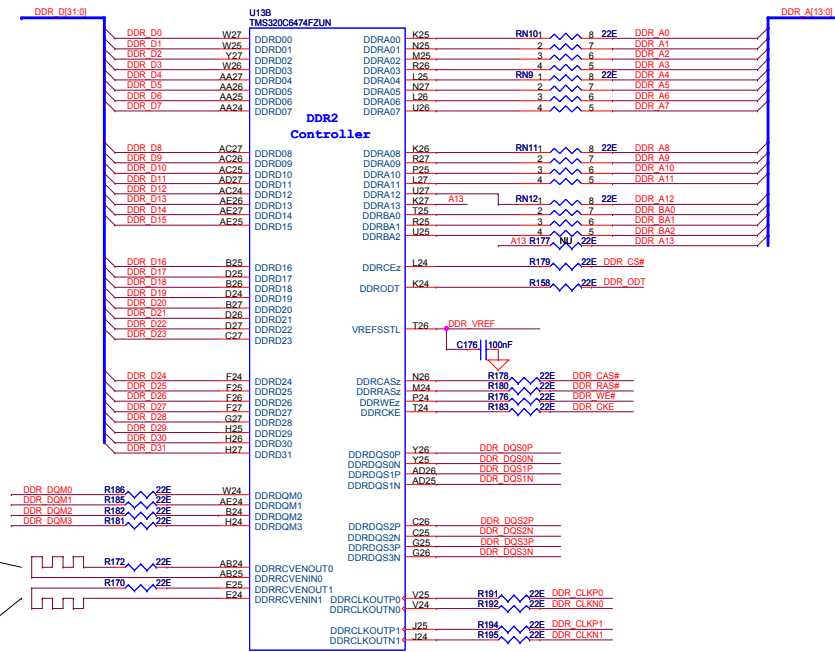 DDR_D[31:0] U13B DDR_A[13:0]
TMS320C6474FZUN
DDR2
Controller
DDR_D0 W27 DDRD00 DDRA00 K25 RN10 1 8 22E DDR_A0
DDR_D1 W25 DDRD01 DDRA01 N25 2 7 DDR_A1
DDR_D2 Y27 DDRD02 DDRA02 M25 3 6 DDR_A2
DDR_D3 W26 DDRD03 DDRA03 R26 4 5 DDR_A3
DDR_D4 AA27 DDRD04 DDRA04 L25 RN9 1 8 22E DDR_A4
DDR_D5 AA26 DDRD05 DDRA05 N27 2 7 DDR_A5
DDR_D6 AA25 DDRD06 DDRA06 L26 3 6 DDR_A6
DDR_D7 AA24 DDRD07 DDRA07 U26 4 5 DDR_A7
DDR_D8 AC27 DDRD08 DDRA08 K26 RN11 1 8 22E DDR_A8
DDR_D9 AC26 DDRD09 DDRA09 R27 2 7 DDR_A9
DDR_D10 AC25 DDRD10 DDRA10 P25 3 6 DDR_A10
DDR_D11 AD27 DDRD11 DDRA11 L27 4 5 DDR_A11
DDR_D12 AC24 DDRD12 DDRA12 U27
DDR_D13 AE26 DDRD13 DDRA13 K27 A13 RN12 1 8 22E DDR_A12
DDR_D14 AE27 DDRD14 DDRBA0 T25 2 7 DDR_BA0
DDR_D15 AE25 DDRD15 DDRBA1 R25 3 6 DDR_BA1
DDRBA2 U25 4 5 DDR_BA2
A13 R177 NU 22E DDR_A13
DDR_D16 B25 DDRD16 DDRCEz L24 R179 22E DDR_CS#
DDR_D17 D25 DDRD17
DDR_D18 B26 DDRD18 DDRODT K24 R158 22E DDR_ODT
DDR_D19 D24 DDRD19
DDR_D20 B27 DDRD20
DDR_D21 D26 DDRD21
DDR_D22 D27 DDRD22 VREFSSTL T26 DDR_VREF
DDR_D23 C27 DDRD23
C176 100nF
DDR_D24 F24 DDRD24 DDRCASz N26 R178 22E DDR_CAS#
DDR_D25 F25 DDRD25 DDRRASz M24 R180 22E DDR_RAS#
DDR_D26 F26 DDRD26 DDRWEz P24 R176 22E DDR_WE#
DDR_D27 F27 DDRD27 DDRCKE T24 R183 22E DDR_CKE
DDR_D28 G27 DDRD28
DDR_D29 H25 DDRD29
DDR_D30 H26 DDRD30
DDR_D31 H27 DDRD31 DDRDQS0P Y26 DDR_DQS0P
DDRDQS0N Y25 DDR_DQS0N
DDRDQS1P AD26 DDR_DQS1P
DDRDQS1N AD25 DDR_DQS1N
DDR_DQM0 R186 22E W24 DDRDQM0
DDR_DQM1 R185 22E AE24 DDRDQM1
DDR_DQM2 R182 22E B24 DDRDQM2
DDR_DQM3 R181 22E H24 DDRDQM3
DDRDQS2P C26 DDR_DQS2P
DDRDQS2N C25 DDR_DQS2N
DDRDQS3P G25 DDR_DQS3P
DDRDQS3N G26 DDR_DQS3N
R172 22E AB24 DDRRCVENOUT0
AB25 DDRRCVENIN0
R170 22E E25 DDRRCVENOUT1
E24 DDRRCVENIN1 DDRCLKOUTP0 V25 R191 22E DDR_CLKP0
DDRCLKOUTN0 V24 R192 22E DDR_CLKN0
DDRCLKOUTP1 J25 R194 22E DDR_CLKP1
DDRCLKOUTN1 J24 R195 22E DDR_CLKN1